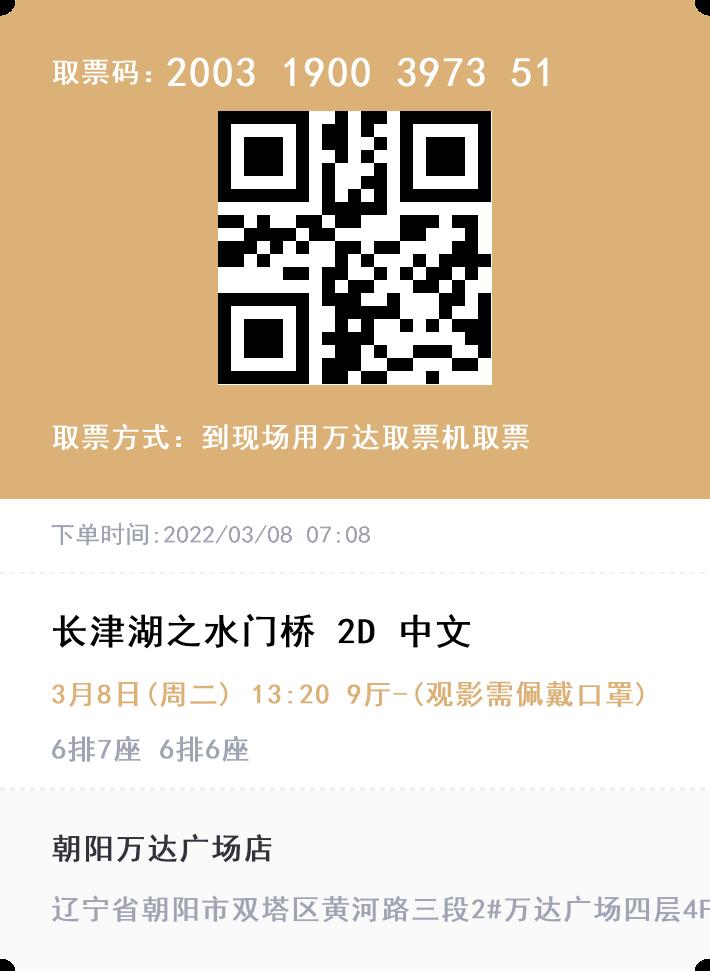 取票码: 2003 1900 3973 51
取票方式: 到现场用万达取票机取票
下单时间:2022/03/08 07:08
长津湖之水门桥 2D 中文
3月8日(周二) 13:20 9厅-(观影需佩戴口罩)
6排7座 6排6座
朝阳万达广场店
辽宁省朝阳市双塔区黄河路三段2#万达广场四层4F